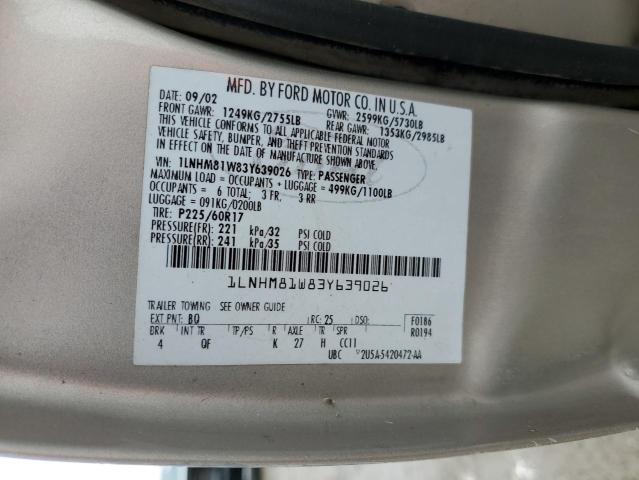 MFD. BY FORD MOTOR CO. IN U.S.A.
DATE: 09/02 GVWR: 2599KG/5730LB
FRONT GAWR: 1249KG/2755LB REAR GAWR: 1353KG/2985LB
THIS VEHICLE CONFORMS TO ALL APPLICABLE FEDERAL MOTOR
VEHICLE SAFETY, BUMPER, AND THEFT PREVENTION STANDARDS
IN EFFECT ON THE DATE OF MANUFACTURE SHOWN ABOVE.
VIN: 1LNHM81W83Y639026 TYPE: PASSENGER
MAXIMUM LOAD = OCCUPANTS + LUGGAGE = 499KG/1100LB
OCCUPANTS = 6 TOTAL: 3 FR. 3 RR
LUGGAGE = 091KG/0200LB
TIRE: P225/60R17
PRESSURE(FR) 221 kPa/32 PSI COLD
PRESSURE(RR) 241 kPa/35 PSI COLD
1LNHM81W83Y639026
TRAILER TOWING SEE OWNER GUIDE
EXT PNT: BQ RC: 25 DSO: F0186
BRK INT TR TP/PS R AXLE TR SPR R0194
4 QF K 27 H CC11
UBC 2U5A-5420472-AA